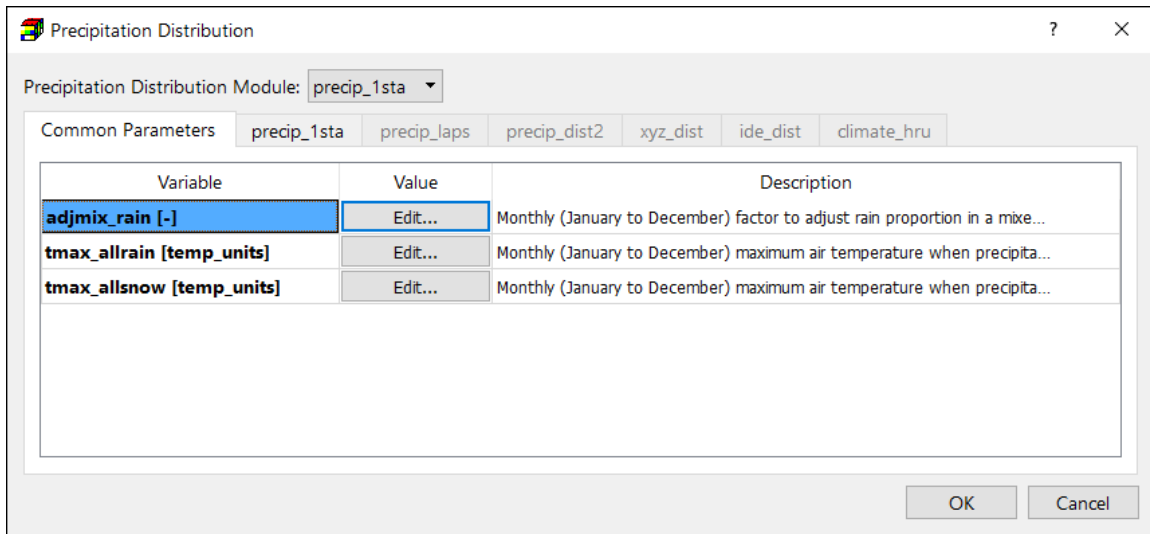 Precipitation Distribution
Precipitation Distribution Module: precip_1sta
Common Parameters precip_1sta precip_laps precip_dist2 xyz_dist ide_dist climate_hru
Variable Value Description
adjmix_rain [-] Edit... Monthly (January to December) factor to adjust rain proportion in a mixe...
tmax_allrain [temp_units] Edit... Monthly (January to December) maximum air temperature when precipita...
tmax_allsnow [temp_units] Edit... Monthly (January to December) maximum air temperature when precipita...
OK Cancel